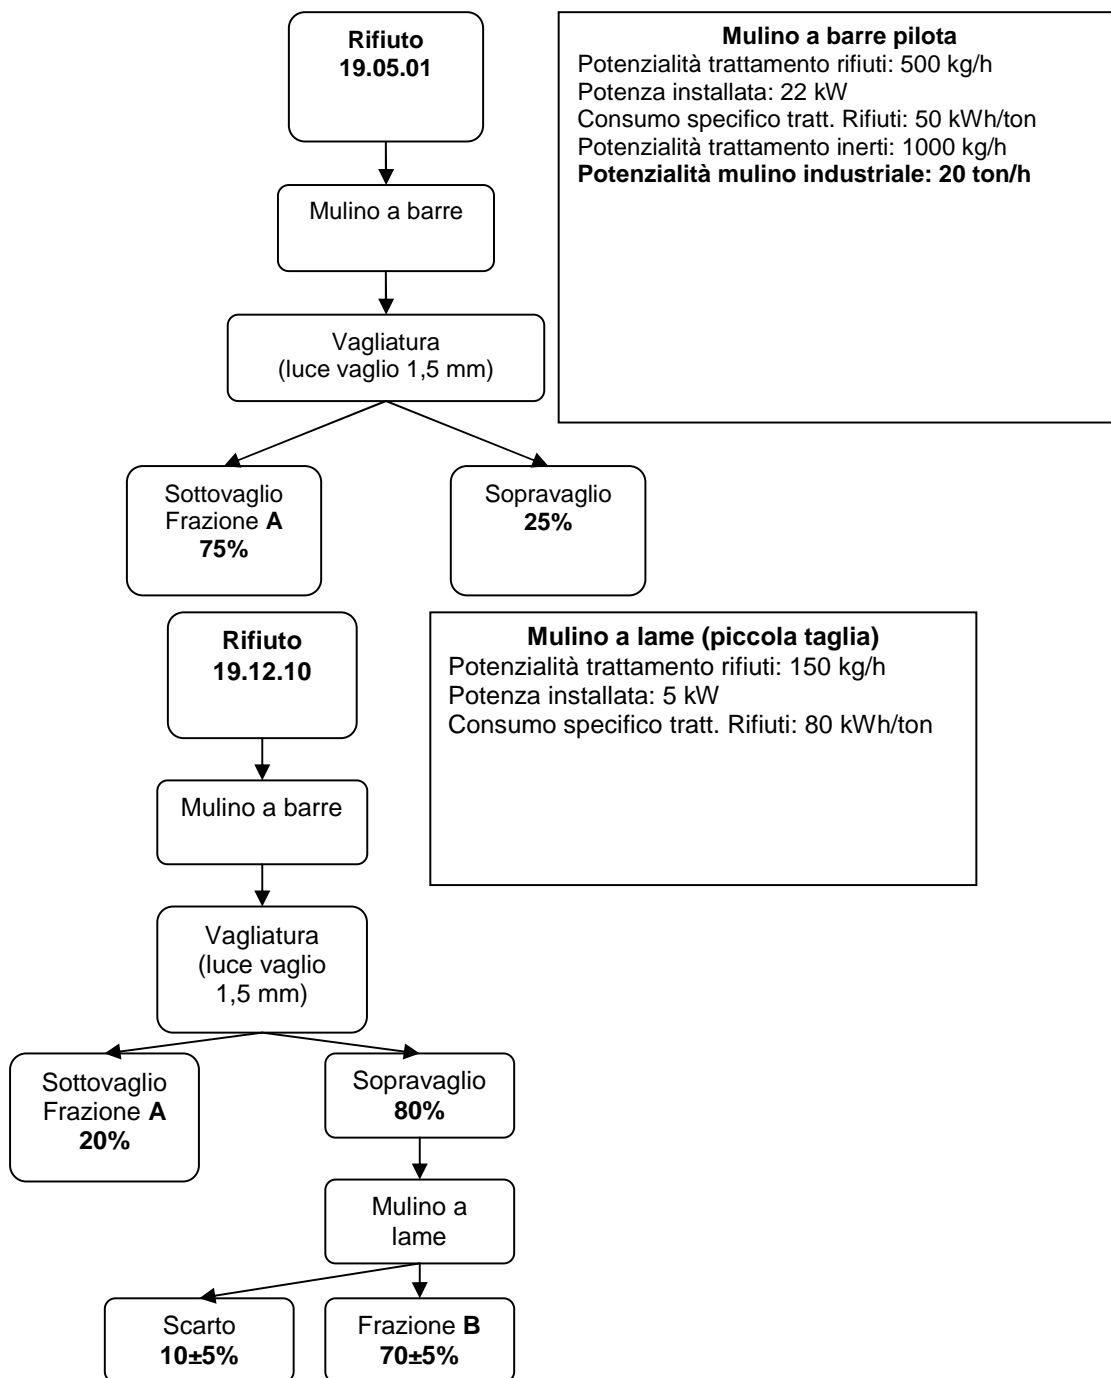 Rifiuto
19.05.01
Mulino a barre pilota
Potenzialità trattamento rifiuti: 500 kg/h
Potenza installata: 22 kW
Consumo specifico tratt. Rifiuti: 50 kWh/ton
Potenzialità trattamento inerti: 1000 kg/h
Potenzialità mulino industriale: 20 ton/h
Mulino a barre
Vagliatura
(luce vaglio 1,5 mm)
Sottovaglio
Frazione A
75%
Sopravaglio
25%
Rifiuto
19.12.10
Mulino a lame (piccola taglia)
Potenzialità trattamento rifiuti: 150 kg/h
Potenza installata: 5 kW
Consumo specifico tratt. Rifiuti: 80 kWh/ton
Mulino a barre
Vagliatura
(luce vaglio
1,5 mm)
Sottovaglio
Frazione A
20%
Sopravaglio
80%
Mulino a
lame
Scarto
10±5%
Frazione B
70±5%